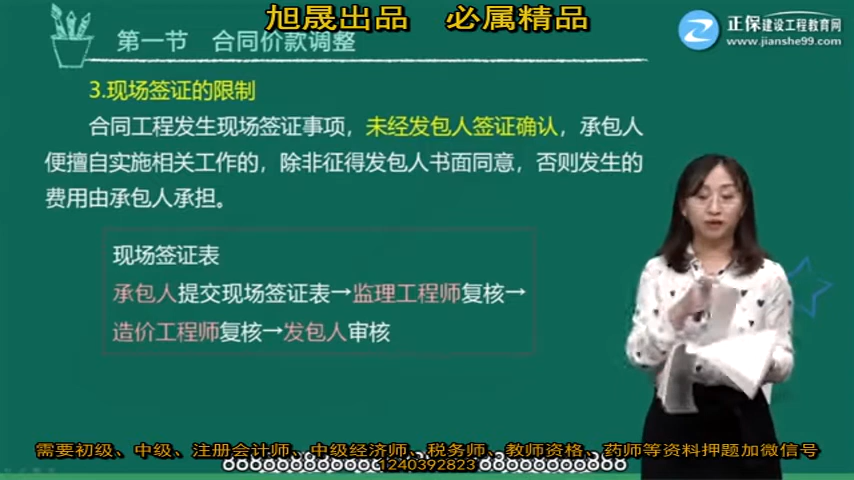 旭晟出品 必属精品
正保建设工程教育网
www.jianshe99.com
第一节 合同价款调整
3.现场签证的限制
合同工程发生现场签证事项，未经发包人签证确认，承包人
便擅自实施相关工作的，除非征得发包人书面同意，否则发生的
费用由承包人承担。
现场签证表
承包人提交现场签证表→监理工程师复核→
造价工程师复核→发包人审核
需要初级、中级、注册会计师、中级经济师、税务师、教师资格、药师等资料押题加微信号
1240392823